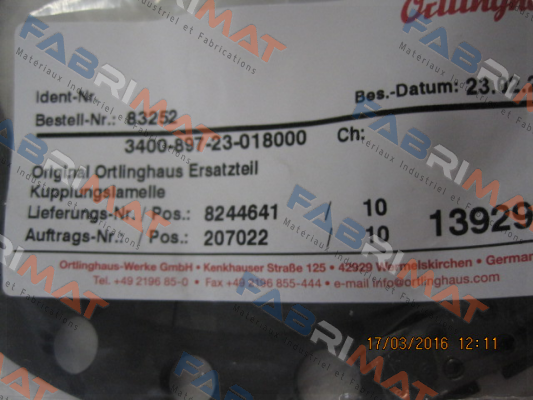 Ortlinghaus
Ident-Nr.
Bes.-Datum: 23.
Bestell-Nr.: 83252
3400-897-23-018000 Ch:
Original Ortlinghaus Ersatzteil
Kupplungslamelle
Lieferungs-Nr. / Pos.: 8244641 / 10
13929
Auftrags-Nr.: / Pos.: 207022 / 10
Ortlinghaus-Werke GmbH • Kenkhauser Straße 125 • 42929 Wermelskirchen • German
Tel. +49 2196 85-0 • Fax +49 2196 855-444 • e-mail info@ortlinghaus.com
17/03/2016 12:11
FABRIMAT
Materiaux Industriel et Fabrications